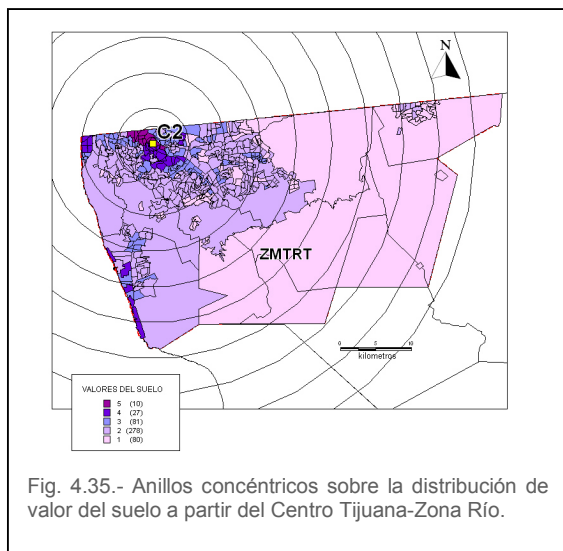 N
C2
ZMTRT
0 5 10
kilometros
VALORES DEL SUELO
5 (10)
4 (27)
3 (81)
2 (278)
1 (80)
Fig. 4.35.- Anillos concéntricos sobre la distribución de
valor del suelo a partir del Centro Tijuana-Zona Río.